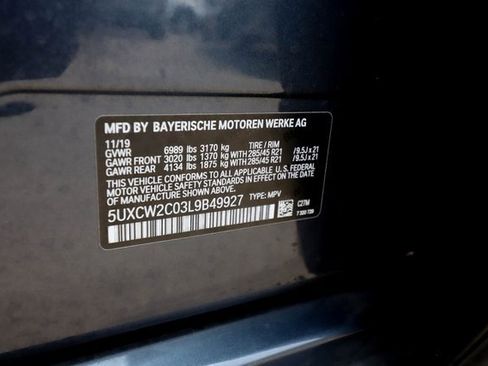 MFD BY BAYERISCHE MOTOREN WERKE AG
11/19 TIRE / RIM
GVWR 6989 lbs 3170 kg
GAWR FRONT 3020 lbs 1370 kg WITH 285/45 R21 /9.5J x 21
GAWR REAR 4134 lbs 1875 kg WITH 285/45 R21 /9.5J x 21
THIS VEHICLE CONFORMS TO ALL APPLICABLE U.S. FEDERAL
MOTOR VEHICLE SAFETY STANDARDS IN EFFECT
ON THE DATE OF MANUFACTURE SHOWN ABOVE.
5UXCW2C03L9B49927 TYPE: MPV C27M
7 320 739